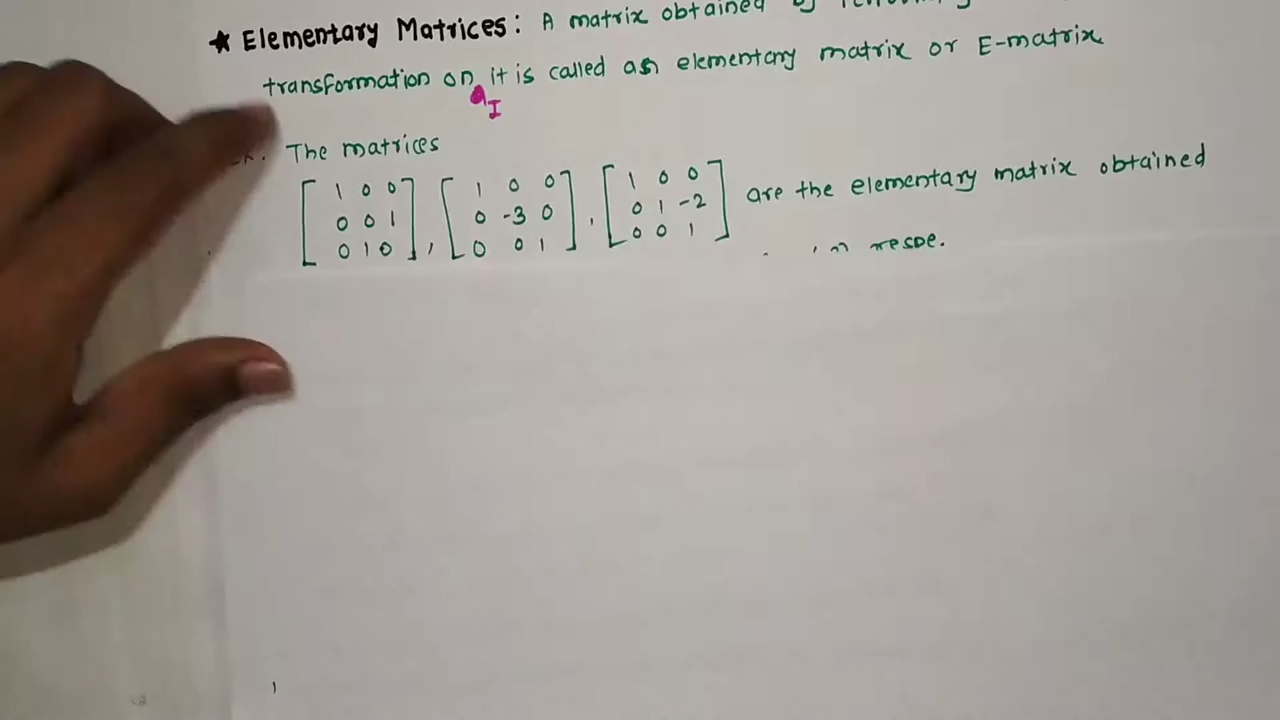 ★ Elementary Matrices: A matrix obtained by
transformation on it is called as elementary matrix or E-matrix
I
The matrices
[1 0 0 [1 0 0 [1 0 0
0 0 1 0 -3 0 0 1 -2
0 1 0], 0 0 1], 0 0 1] are the elementary matrix obtained
in